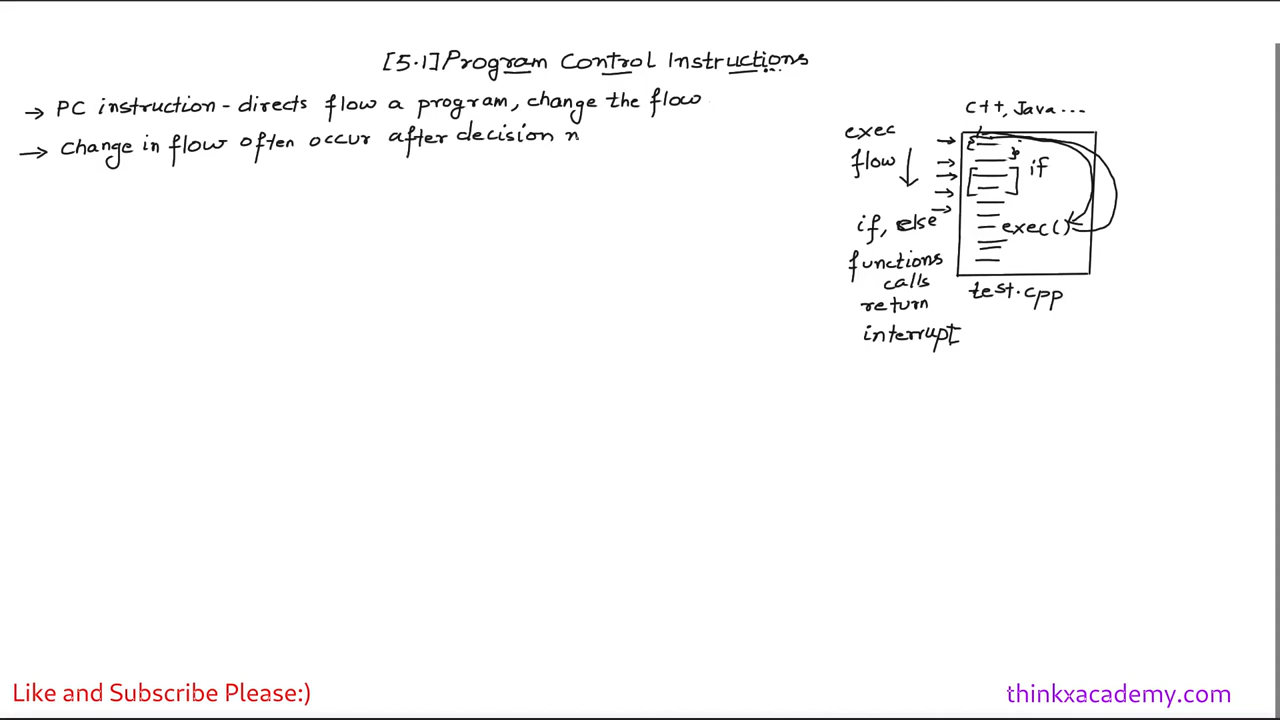 [5.1] Program Control Instructions
→ PC instruction - directs flow a program, change the flow
→ Change in flow often occur after decision n
C++, Java ...
exec
flow
if
if, else
exec()
functions
calls
return
interrupt
test.cpp
Like and Subscribe Please:)
thinkxacademy.com